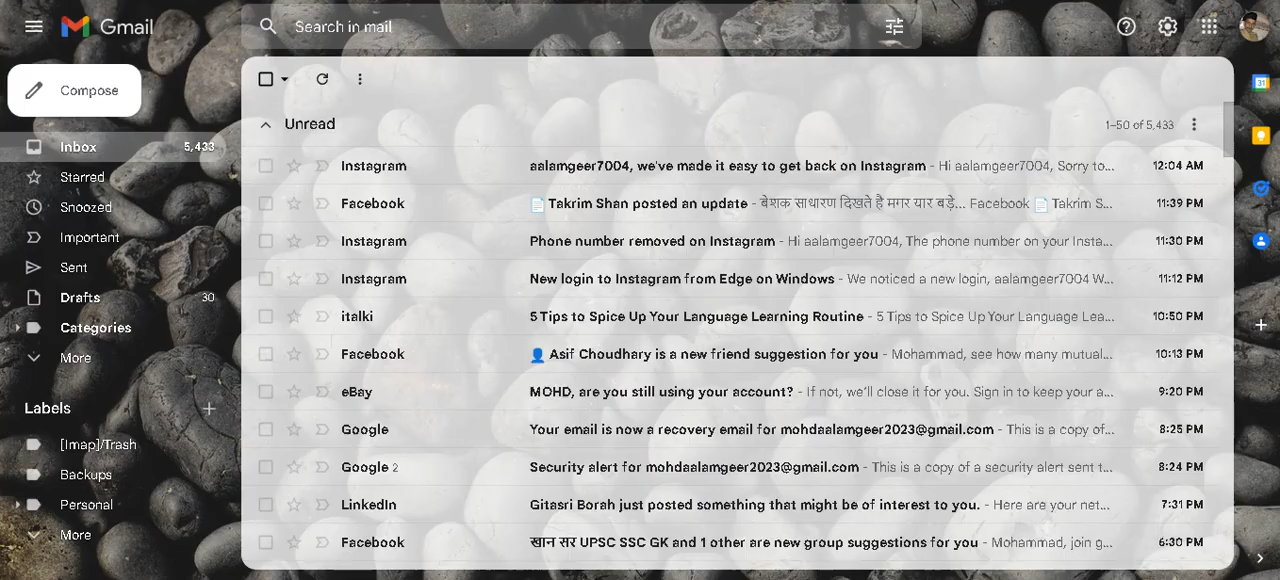 Gmail
Search in mail
Compose
Inbox 5,433
Starred
Snoozed
Important
Sent
Drafts 30
Categories
More
Labels
[Imap]/Trash
Backups
Personal
More
Unread 1–50 of 5,433
Instagram aalamgeer7004, we've made it easy to get back on Instagram - Hi aalamgeer7004, Sorry to... 12:04 AM
Facebook 📄 Takrim Shan posted an update - बेशक साधारण दिखते है मगर यार बड़े... Facebook 📄 Takrim S... 11:39 PM
Instagram Phone number removed on Instagram - Hi aalamgeer7004, The phone number on your Insta... 11:30 PM
Instagram New login to Instagram from Edge on Windows - We noticed a new login, aalamgeer7004 W... 11:12 PM
italki 5 Tips to Spice Up Your Language Learning Routine - 5 Tips to Spice Up Your Language Lea... 10:50 PM
Facebook 👤 Asif Choudhary is a new friend suggestion for you - Mohammad, see how many mutual... 10:13 PM
eBay MOHD, are you still using your account? - If not, we'll close it for you. Sign in to keep your a... 9:20 PM
Google Your email is now a recovery email for mohdaalamgeer2023@gmail.com - This is a copy of... 8:25 PM
Google 2 Security alert for mohdaalamgeer2023@gmail.com - This is a copy of a security alert sent t... 8:24 PM
LinkedIn Gitasri Borah just posted something that might be of interest to you. - Here are your net... 7:31 PM
Facebook खान सर UPSC SSC GK and 1 other are new group suggestions for you - Mohammad, join g... 6:30 PM
31